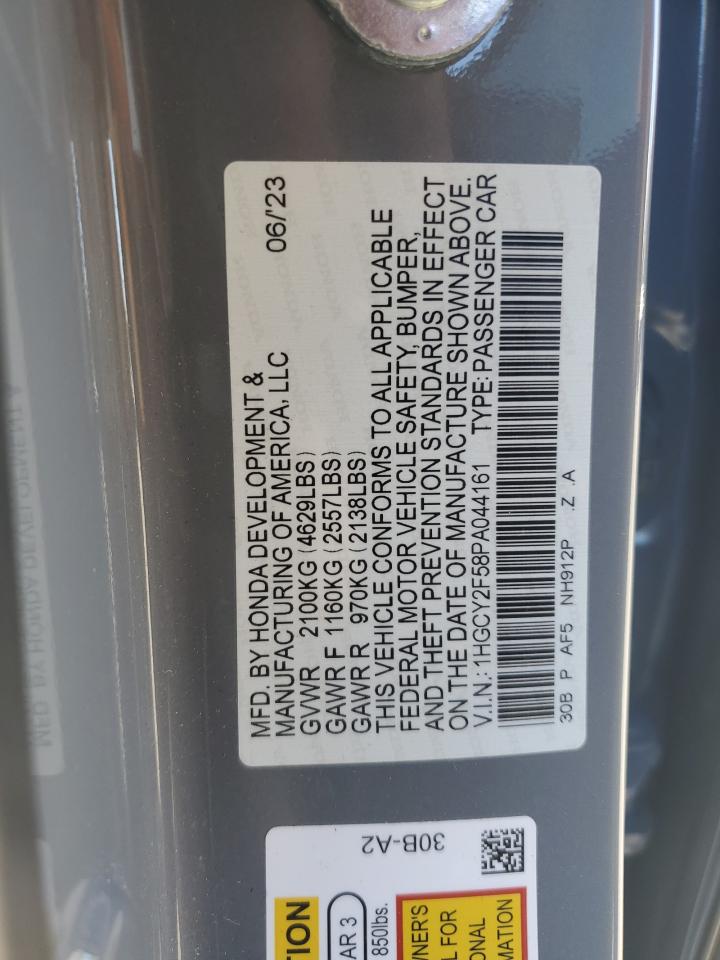 MFD. BY HONDA DEVELOPMENT & 
MANUFACTURING OF AMERICA, LLC 06/'23
GVWR 2100KG (4629LBS)
GAWR F 1160KG (2557LBS)
GAWR R 970KG (2138LBS)
THIS VEHICLE CONFORMS TO ALL APPLICABLE
FEDERAL MOTOR VEHICLE SAFETY, BUMPER,
AND THEFT PREVENTION STANDARDS IN EFFECT
ON THE DATE OF MANUFACTURE SHOWN ABOVE.
V.I.N.: 1HGCY2F58PA044161 TYPE: PASSENGER CAR
30B P AF5 NH912P .Z .A
30B-A2
TION
AR 3
850lbs.
NER'S
L FOR
ONAL
MATION